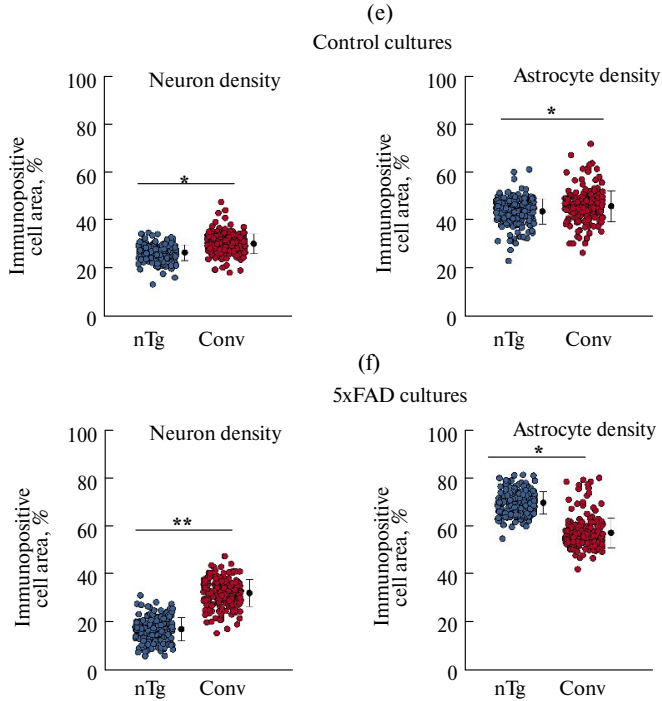 (e)
Control cultures
Neuron density
Immunopositive
cell area, %
100
80
60
40
20
0
*
nTg Conv
Astrocyte density
Immunopositive
cell area, %
100
80
60
40
20
0
*
nTg Conv
(f)
5xFAD cultures
Neuron density
Immunopositive
cell area, %
100
80
60
40
20
0
**
nTg Conv
Astrocyte density
Immunopositive
cell area, %
100
80
60
40
20
0
*
nTg Conv